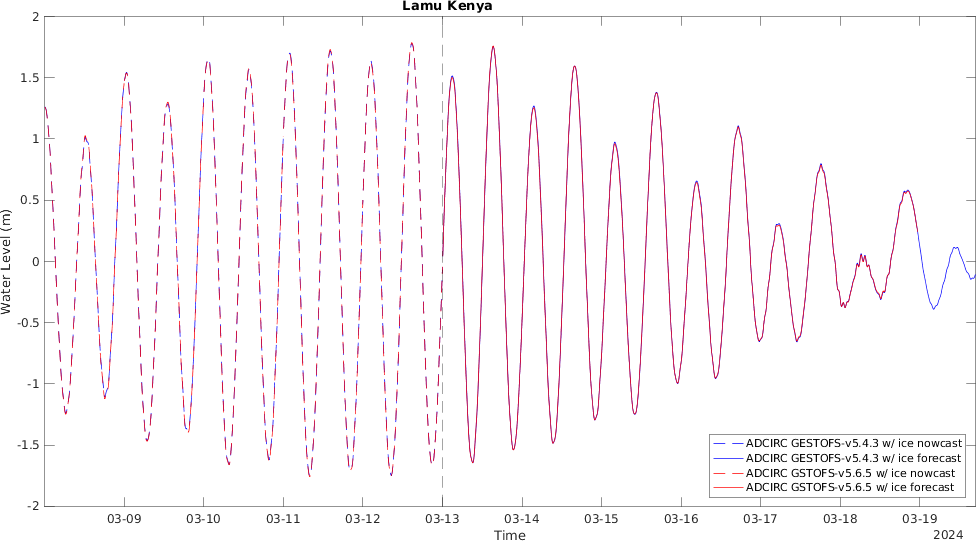 Lamu Kenya
2
1.5
1
0.5
0
-0.5
-1
-1.5
-2
Water Level (m)
ADCIRC GESTOFS-v5.4.3 w/ ice nowcast
ADCIRC GESTOFS-v5.4.3 w/ ice forecast
ADCIRC GSTOFS-v5.6.5 w/ ice nowcast
ADCIRC GSTOFS-v5.6.5 w/ ice forecast
03-09 03-10 03-11 03-12 03-13 03-14 03-15 03-16 03-17 03-18 03-19
Time
2024